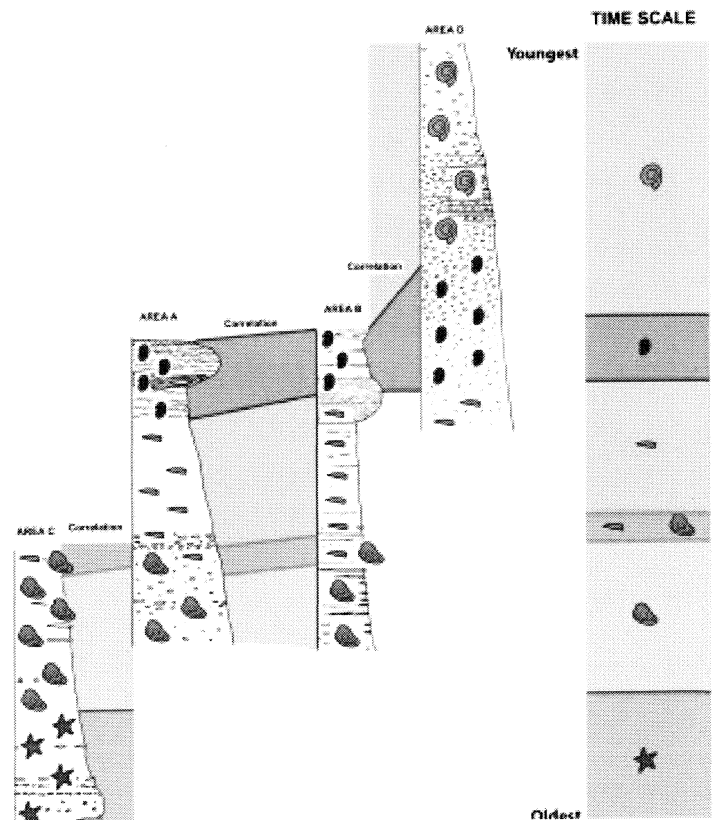 TIME SCALE
AREA D
Youngest
Correlation
AREA B
AREA A
Correlation
AREA C
Correlation
Oldest